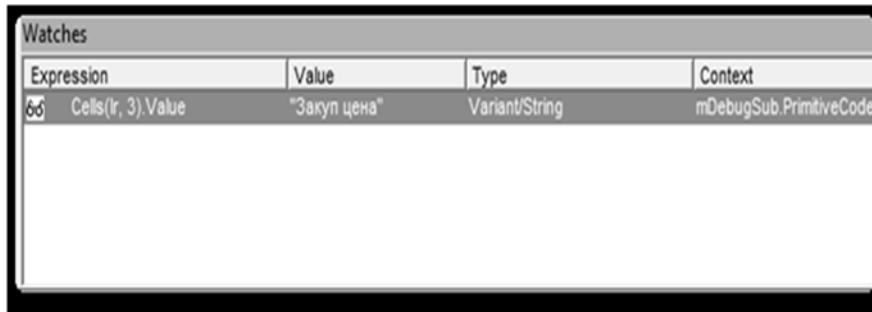 Watches
Expression Value Type Context
Cells(lr, 3).Value "Закуп цена" Variant/String mDebugSub.PrimitiveCode